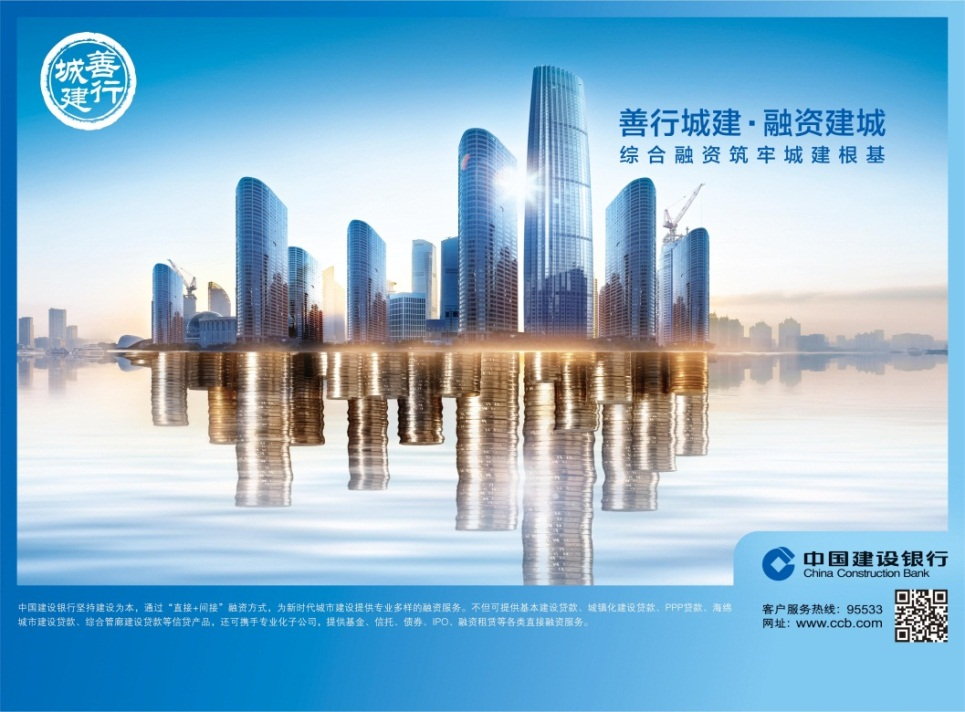 善行
城建
善行城建·融资建城
综合融资筑牢城建根基
中国建设银行
China Construction Bank
中国建设银行坚持建设为本，通过“直接+间接”融资方式，为新时代城市建设提供专业多样的融资服务。不但可提供基本建设贷款、城镇化建设贷款、PPP贷款、海绵
城市建设贷款、综合管廊建设贷款等信贷产品，还可携手专业化子公司，提供基金、信托、债券、IPO、融资租赁等各类直接融资服务。
客户服务热线：95533
网址：www.ccb.com